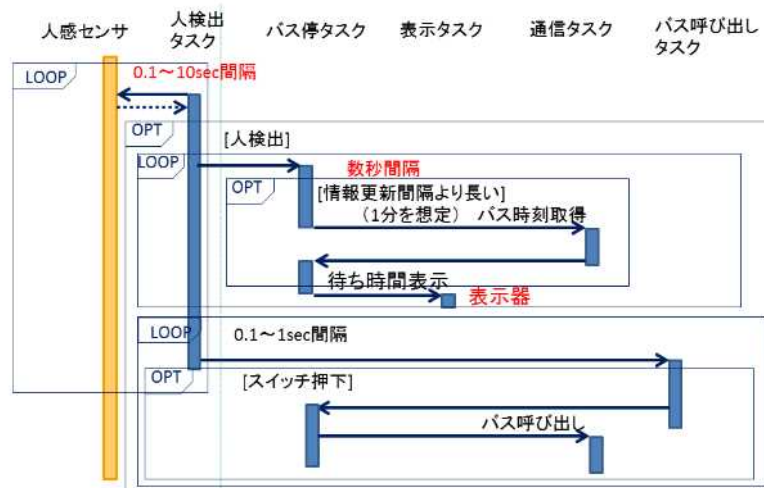 人感センサ
人検出
タスク
バス停タスク
表示タスク
通信タスク
バス呼び出し
タスク
LOOP
0.1～10sec間隔
OPT
[人検出]
LOOP
数秒間隔
OPT
[情報更新間隔より長い]
（1分を想定） バス時刻取得
待ち時間表示
表示器
LOOP
0.1～1sec間隔
OPT
[スイッチ押下]
バス呼び出し